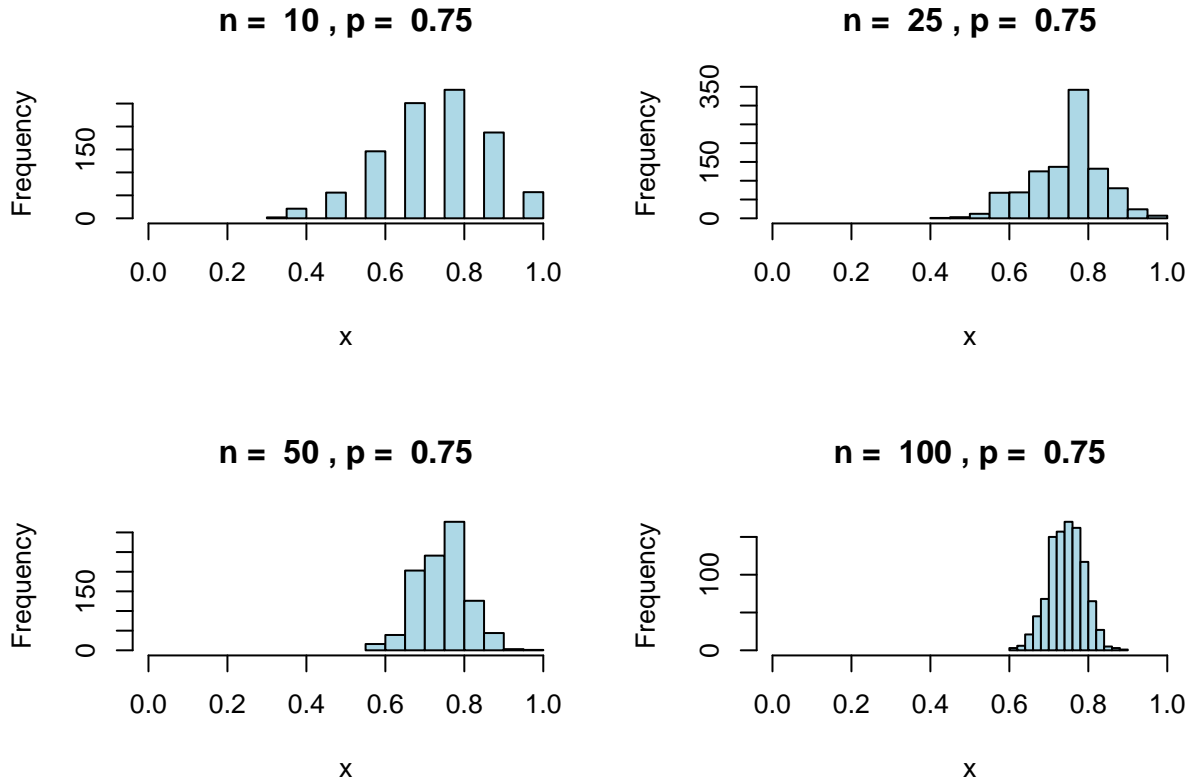 n =  10 , p =  0.75
Frequency
0
150
0.0 0.2 0.4 0.6 0.8 1.0
x
n =  25 , p =  0.75
Frequency
0
150
350
0.0 0.2 0.4 0.6 0.8 1.0
x
n =  50 , p =  0.75
Frequency
0
150
0.0 0.2 0.4 0.6 0.8 1.0
x
n =  100 , p =  0.75
Frequency
0
100
0.0 0.2 0.4 0.6 0.8 1.0
x